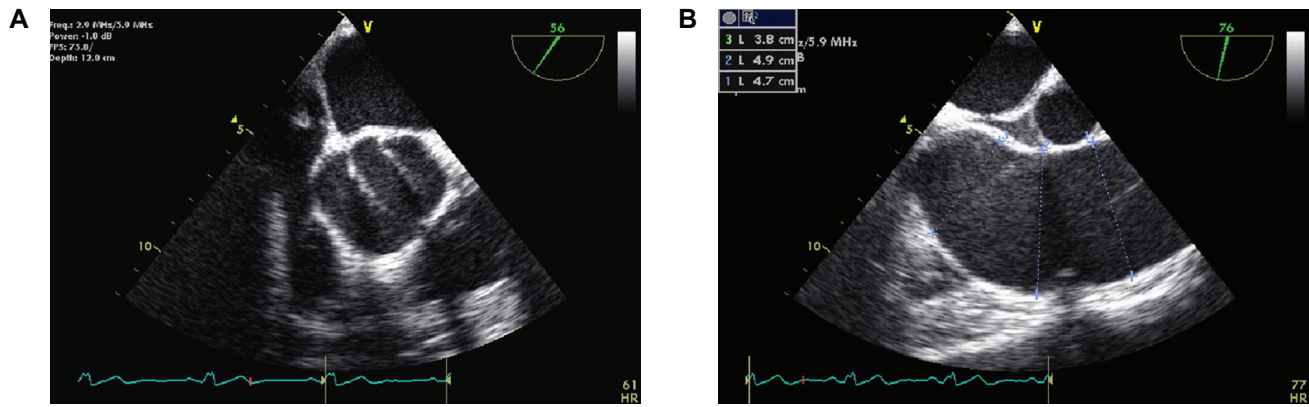 A
Freq.: 2.9 MHz/5.9 MHz
Power: -1.0 dB
FPS: 75.0/
Depth: 12.0 cm
V
56
5
10
61
HR
B
3 L 3.8 cm
2 L 4.9 cm
1 L 4.7 cm
z/5.9 MHz
B
m
V
76
5
10
77
HR